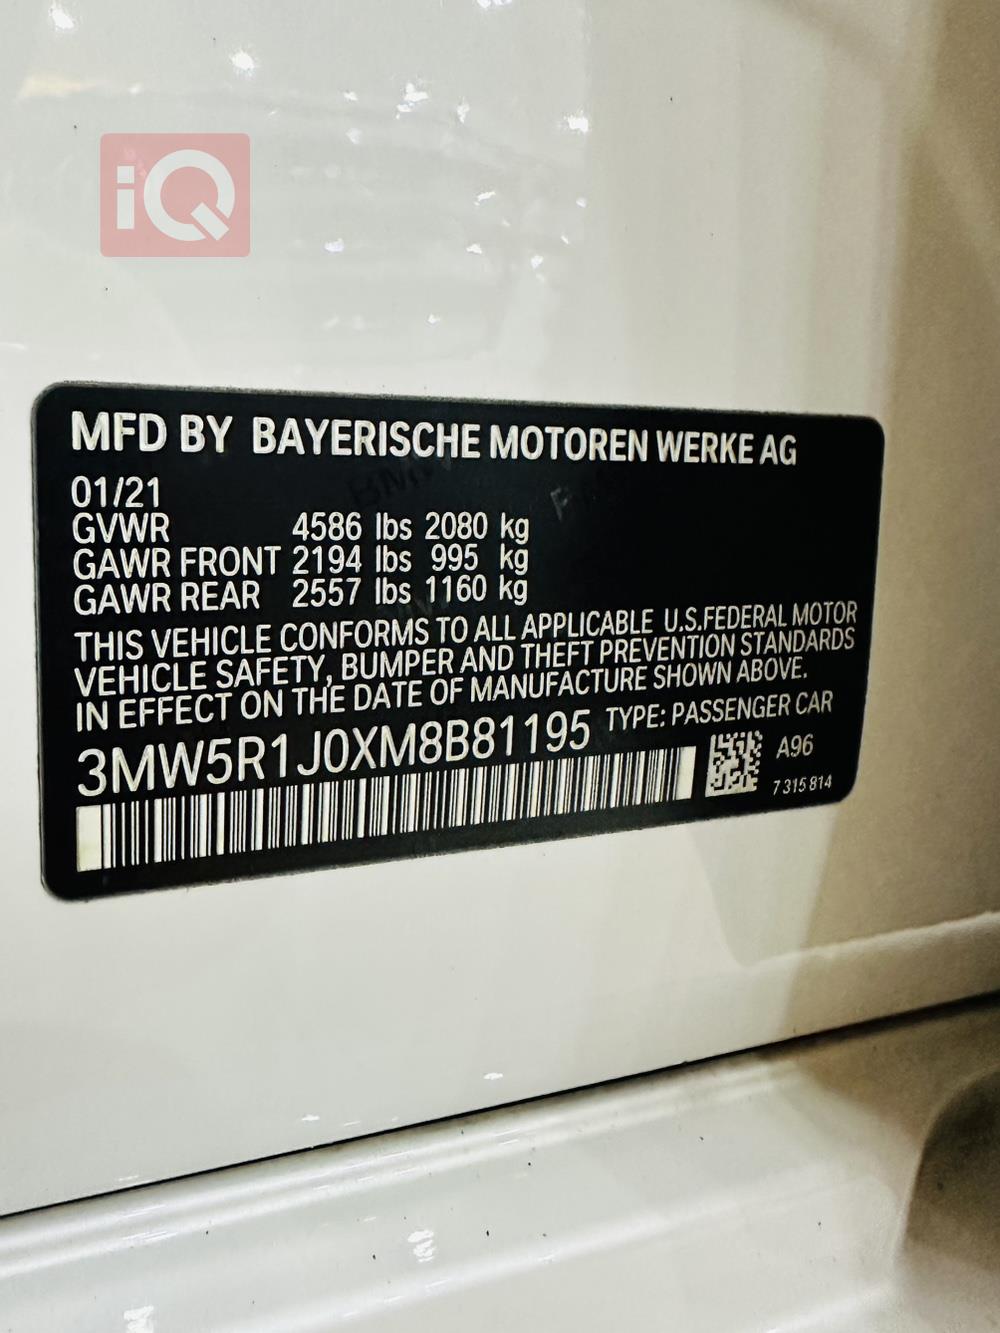 iQ
MFD BY BAYERISCHE MOTOREN WERKE AG
01/21
GVWR 4586 lbs 2080 kg
GAWR FRONT 2194 lbs 995 kg
GAWR REAR 2557 lbs 1160 kg
THIS VEHICLE CONFORMS TO ALL APPLICABLE U.S.FEDERAL MOTOR
VEHICLE SAFETY, BUMPER AND THEFT PREVENTION STANDARDS
IN EFFECT ON THE DATE OF MANUFACTURE SHOWN ABOVE.
3MW5R1J0XM8B81195 TYPE: PASSENGER CAR
A96
7 315 814